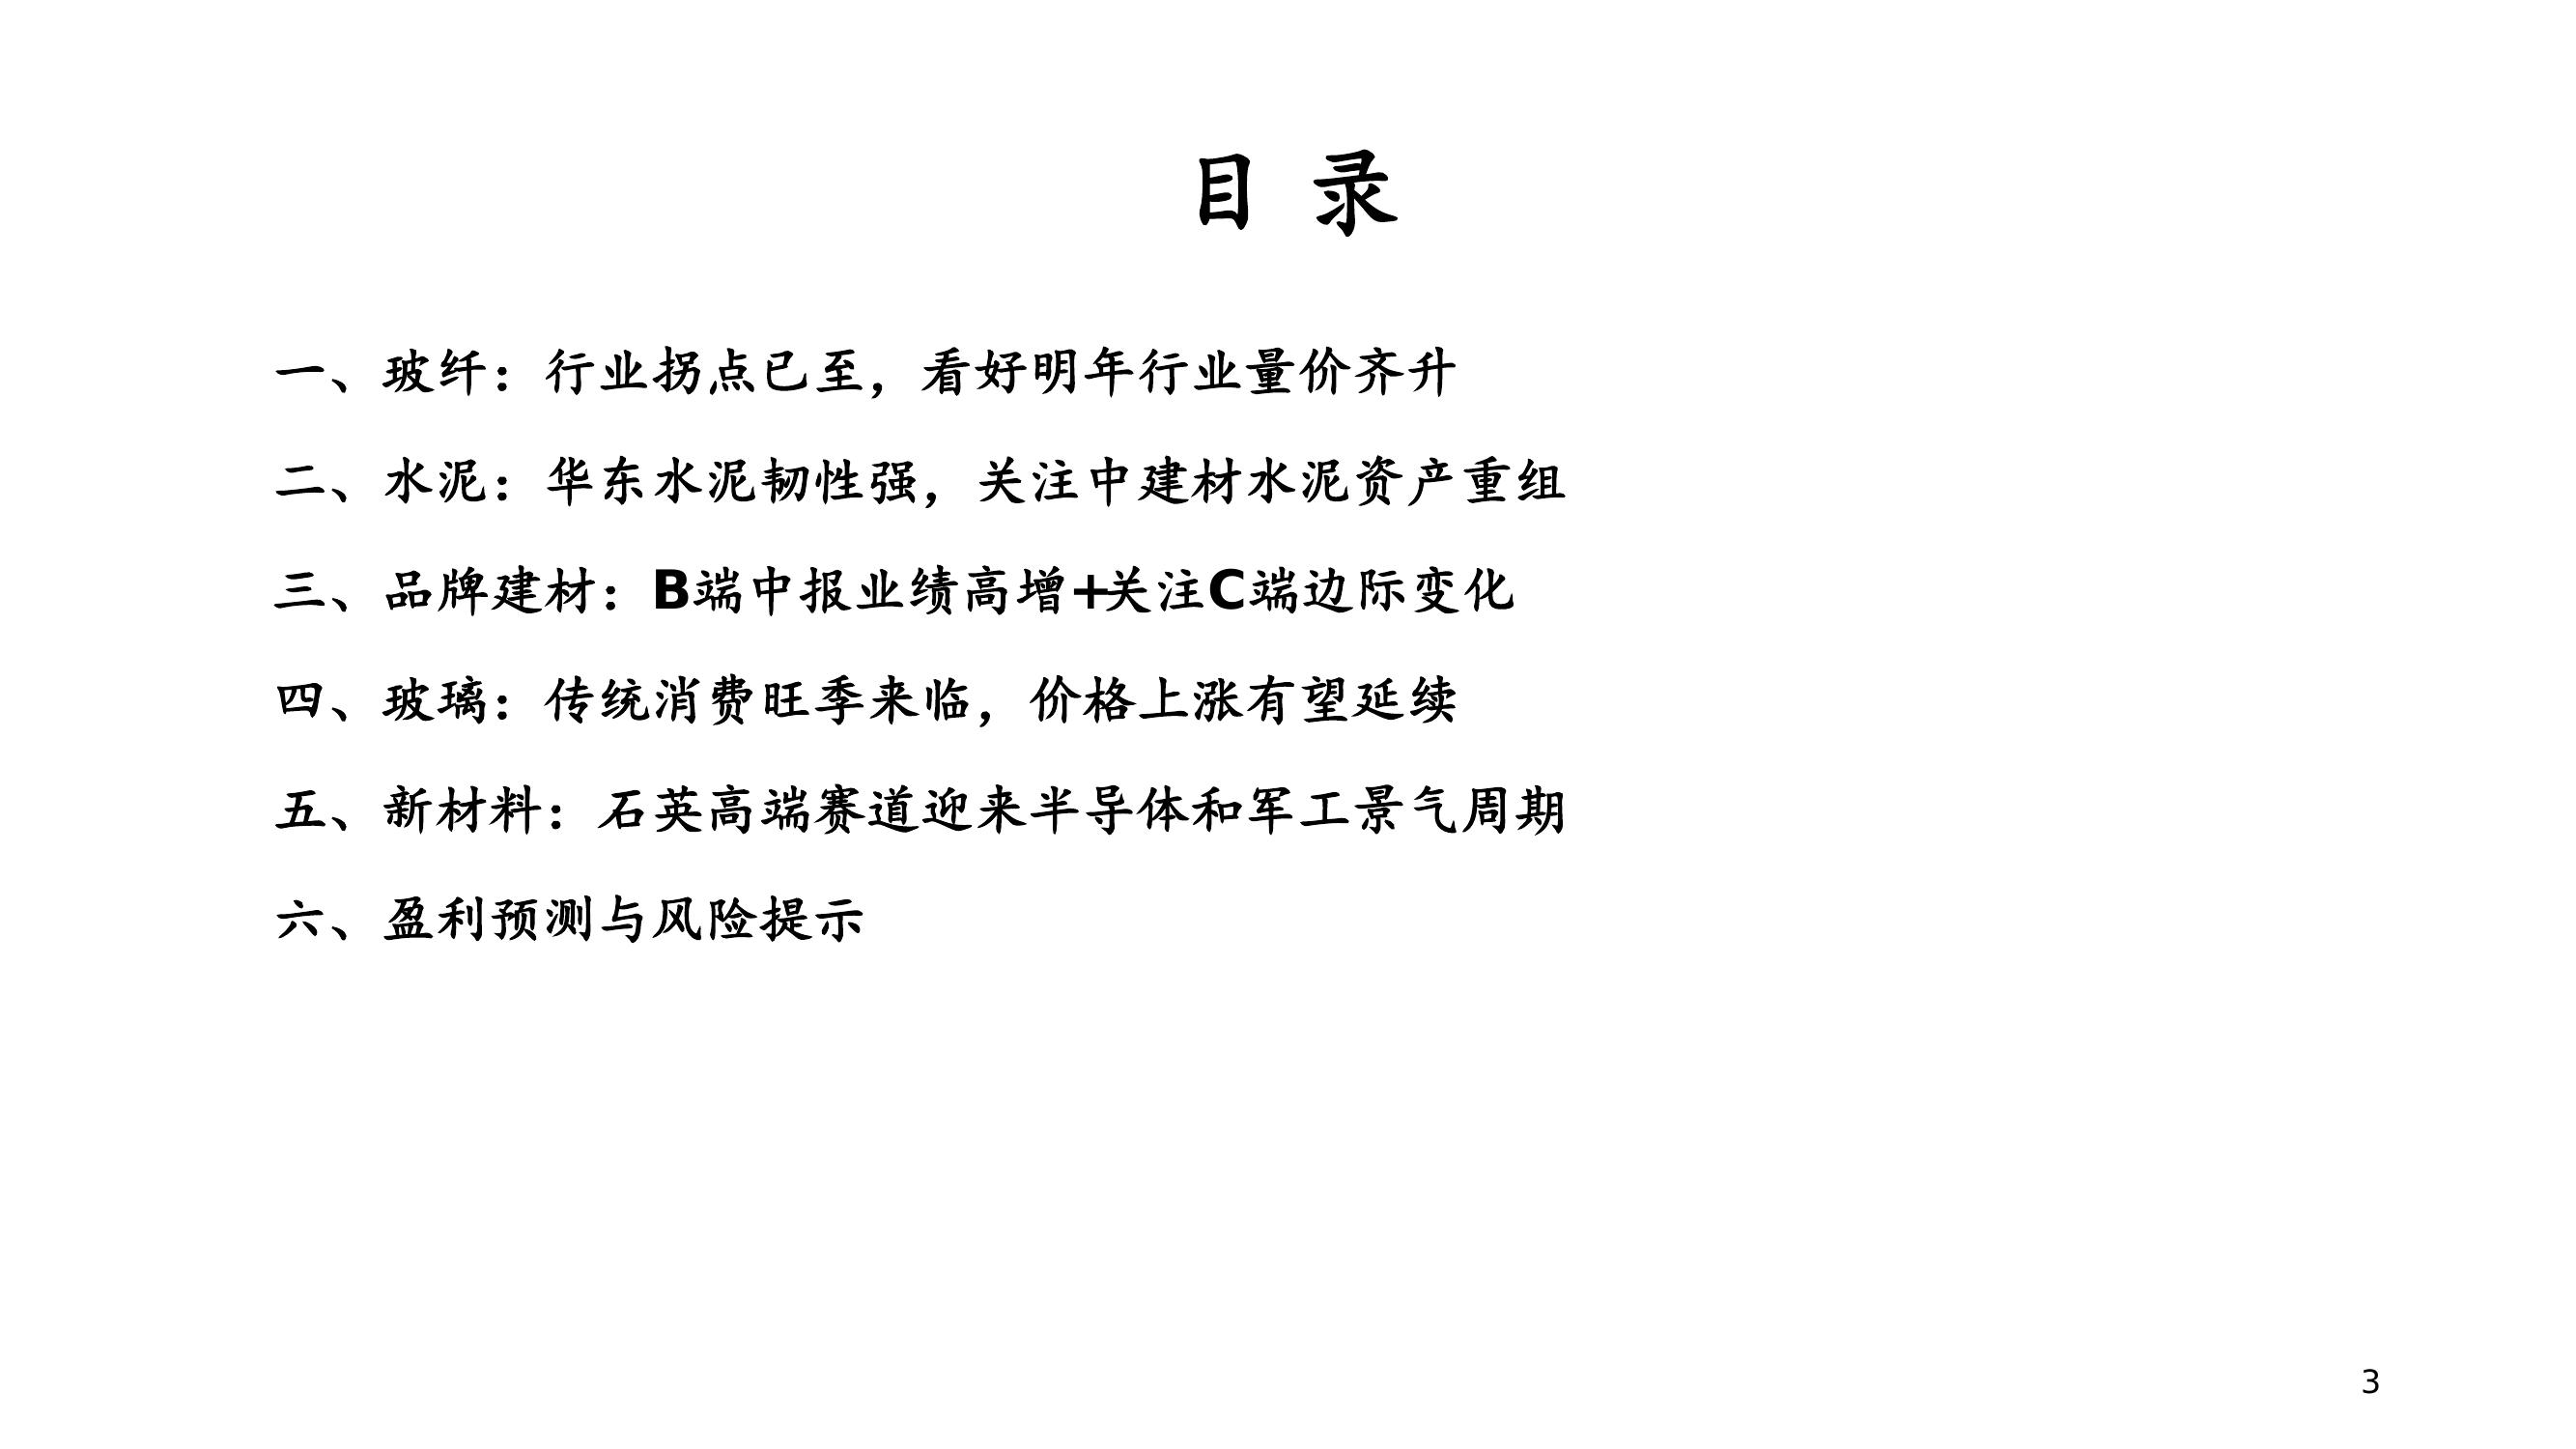 目 录
一、玻纤：行业拐点已至，看好明年行业量价齐升
二、水泥：华东水泥韧性强，关注中建材水泥资产重组
三、品牌建材：B端中报业绩高增+关注C端边际变化
四、玻璃：传统消费旺季来临，价格上涨有望延续
五、新材料：石英高端赛道迎来半导体和军工景气周期
六、盈利预测与风险提示
3